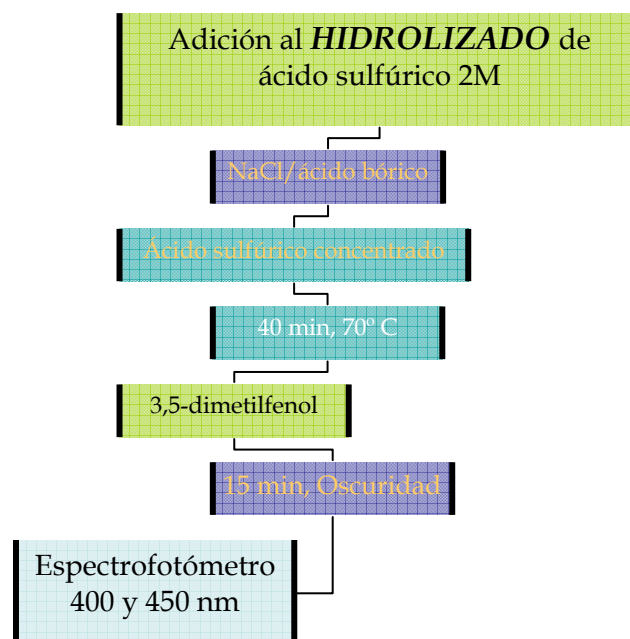 Adición al HIDROLIZADO de
ácido sulfúrico 2M
NaCl/ácido bórico
Ácido sulfúrico concentrado
40 min, 70º C
3,5-dimetilfenol
15 min, Oscuridad
Espectrofotómetro
400 y 450 nm